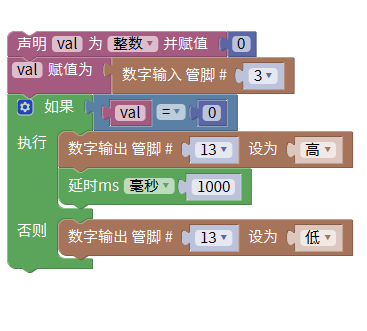 声明 val 为 整数 并赋值 0
val 赋值为 数字输入 管脚 # 3
如果 val = 0
执行 数字输出 管脚 # 13 设为 高
延时ms 毫秒 1000
否则 数字输出 管脚 # 13 设为 低